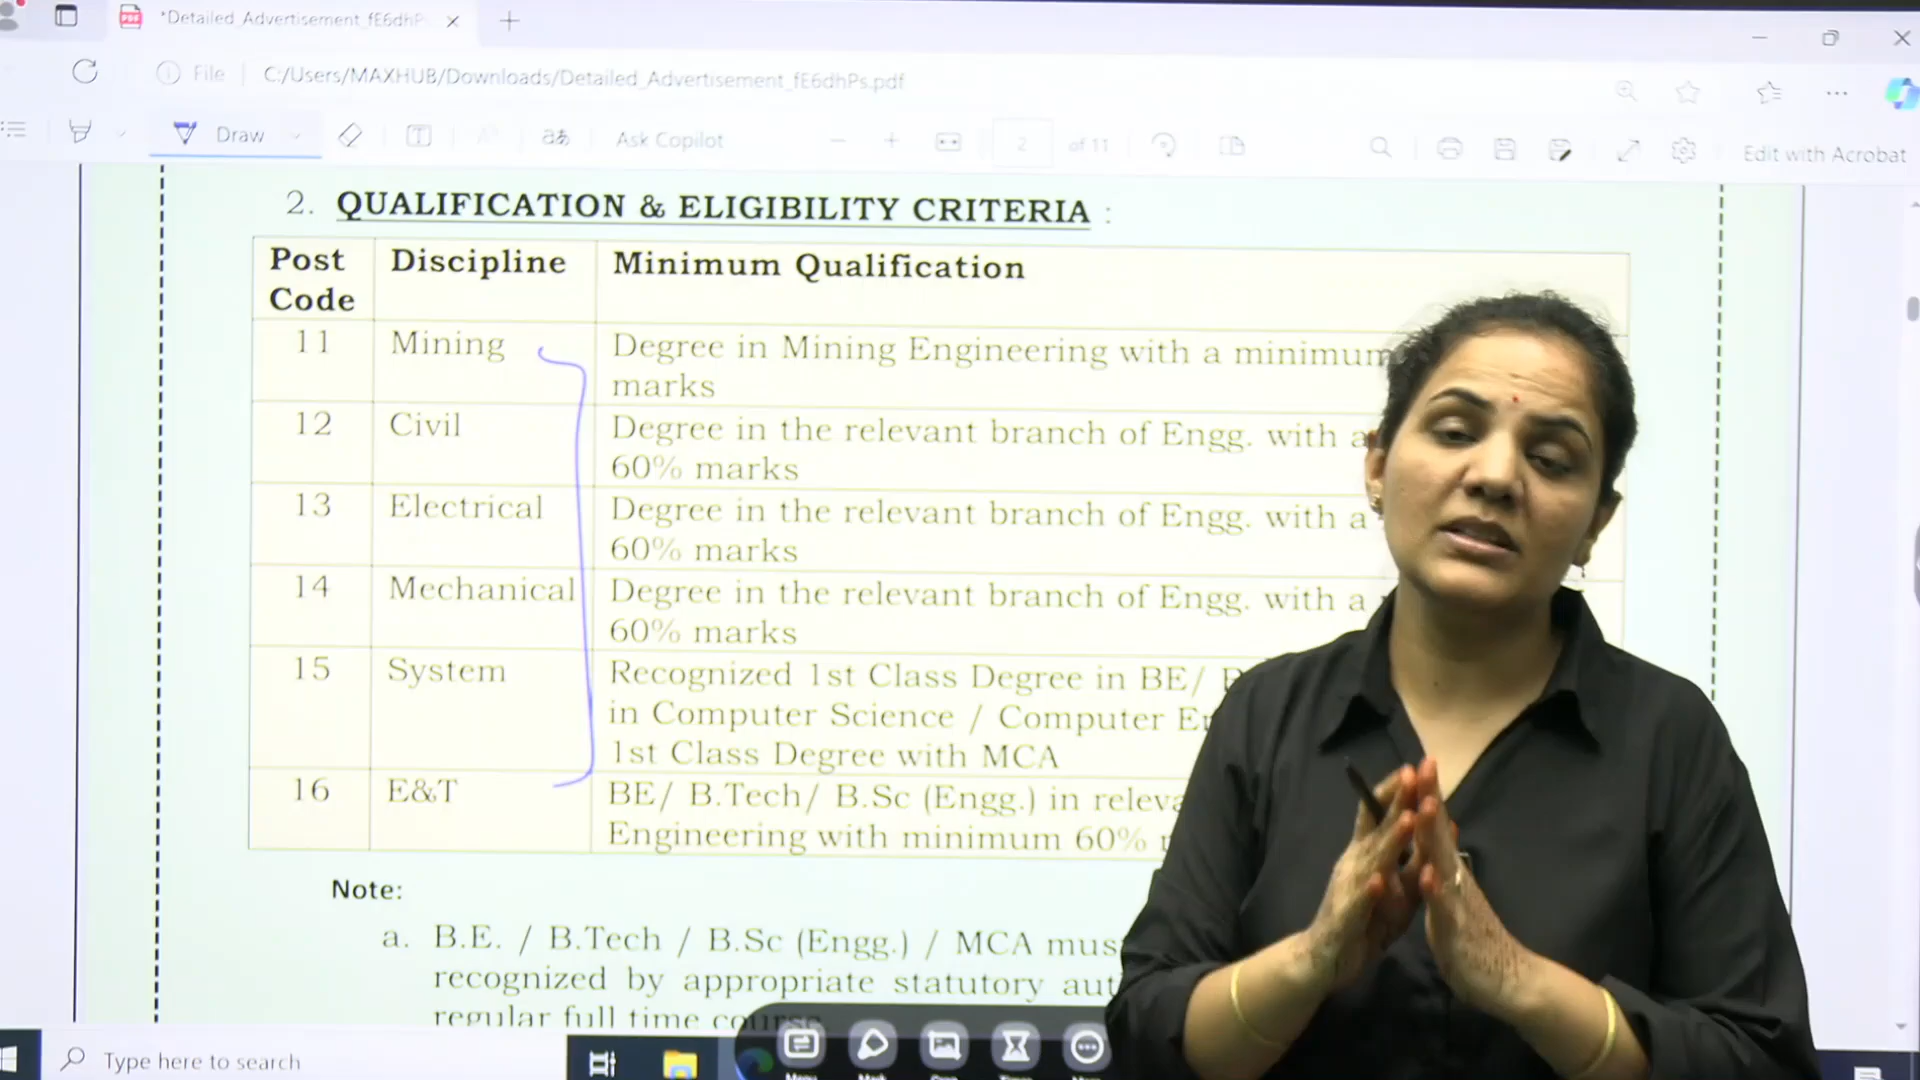 *Detailed_Advertisement_fE6dhP
File C:/Users/MAXHUB/Downloads/Detailed_Advertisement_fE6dhPs.pdf
Draw aあ Ask Copilot 2 of 11 Edit with Acrobat
2. QUALIFICATION & ELIGIBILITY CRITERIA :
Post Code Discipline Minimum Qualification
11 Mining Degree in Mining Engineering with a minimum
marks
12 Civil Degree in the relevant branch of Engg. with a
60% marks
13 Electrical Degree in the relevant branch of Engg. with a
60% marks
14 Mechanical Degree in the relevant branch of Engg. with a
60% marks
15 System Recognized 1st Class Degree in BE/
in Computer Science / Computer
1st Class Degree with MCA
16 E&T BE/ B.Tech/ B.Sc (Engg.) in
Engineering with minimum 60%
Note:
a. B.E. / B.Tech / B.Sc (Engg.) / MCA
recognized by appropriate statutory
regular full time course
Type here to search